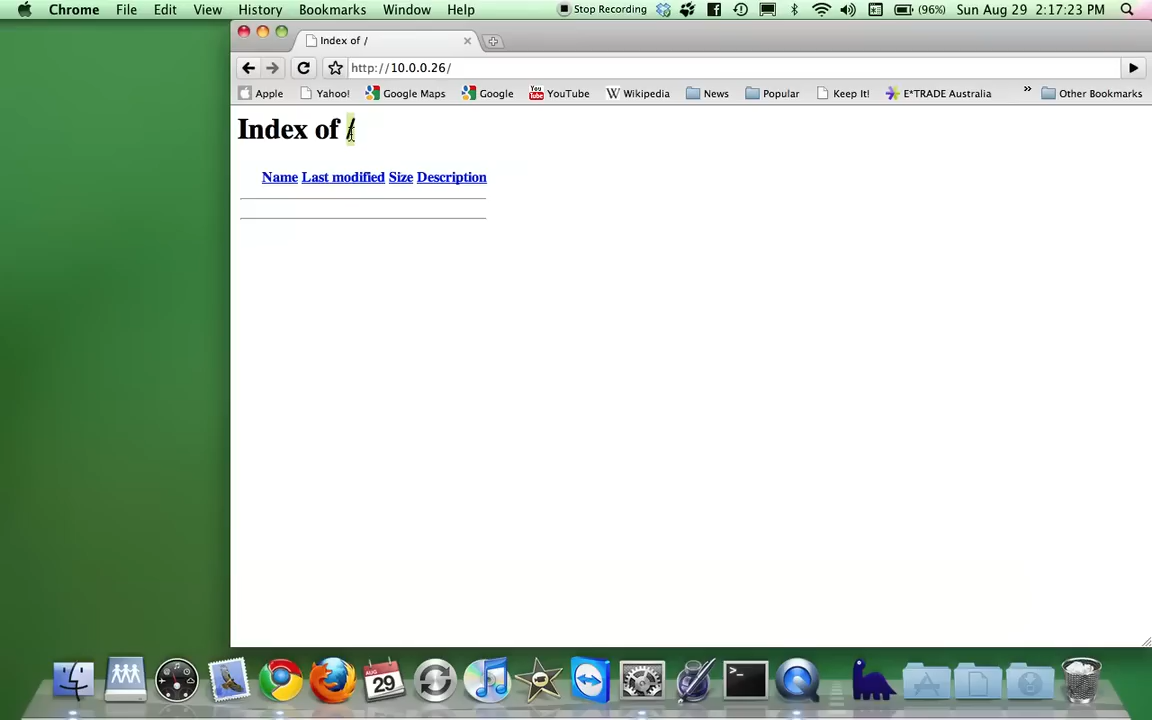 Chrome File Edit View History Bookmarks Window Help Stop Recording (96%) Sun Aug 29 2:17:23 PM
Index of /
http://10.0.0.26/
Apple Yahoo! Google Maps Google YouTube Wikipedia News Popular Keep It! E*TRADE Australia » Other Bookmarks
Index of /
Name Last modified Size Description